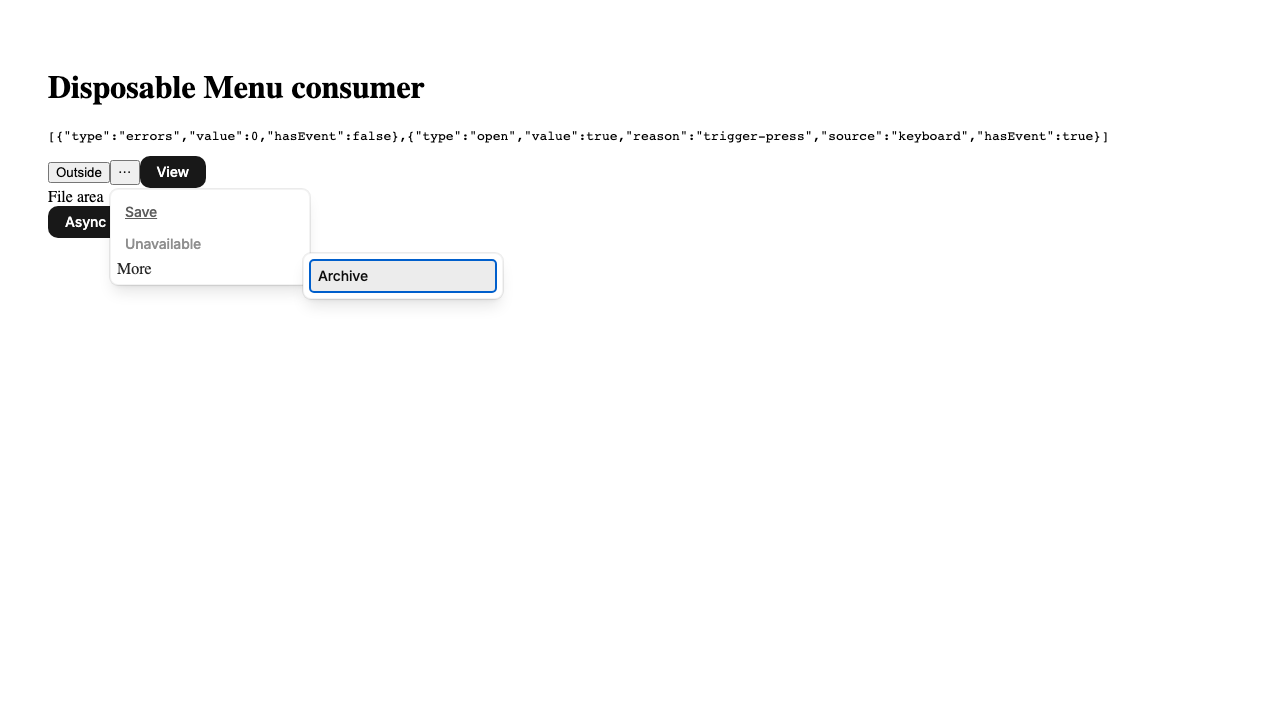 Disposable Menu consumer
[{"type":"errors","value":0,"hasEvent":false},{"type":"open","value":true,"reason":"trigger-press","source":"keyboard","hasEvent":true}]
Outside ··· View
File area
Save
Async
Unavailable
More
Archive